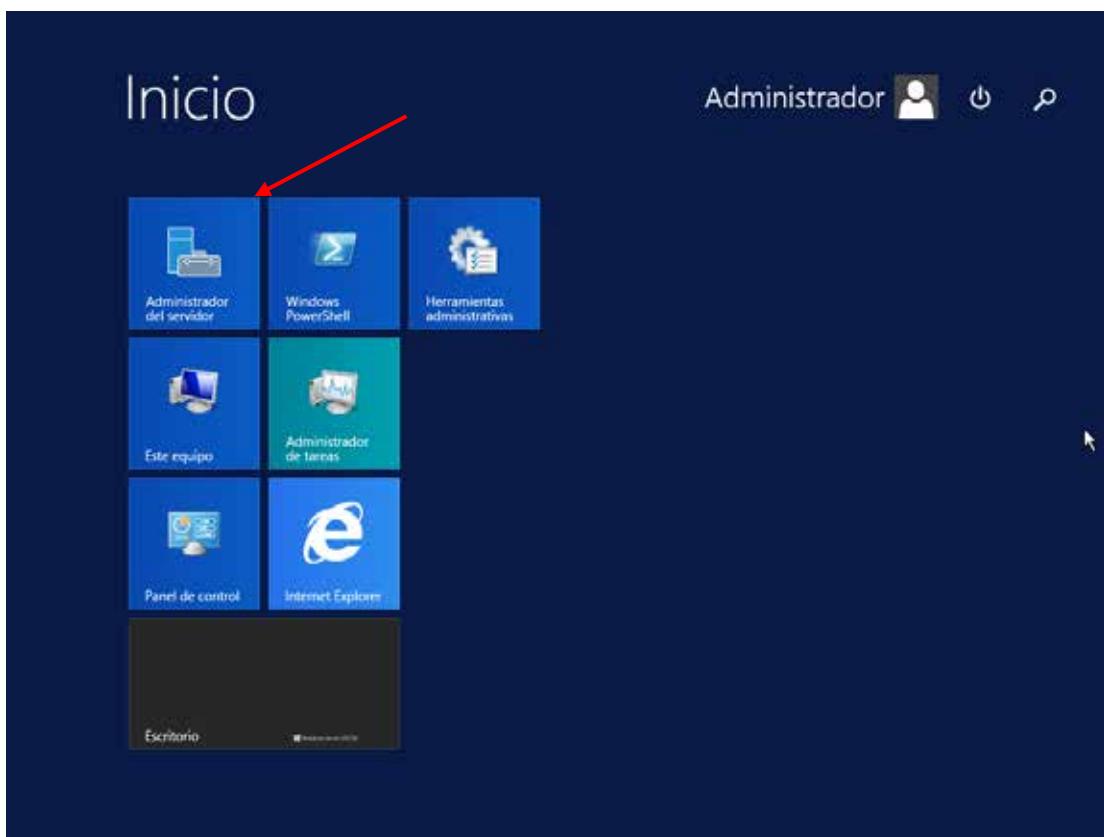 Inicio
Administrador
Administrador
del servidor
Windows
PowerShell
Herramientas
administrativas
Este equipo
Administrador
de tareas
Panel de control
Internet Explorer
Escritorio